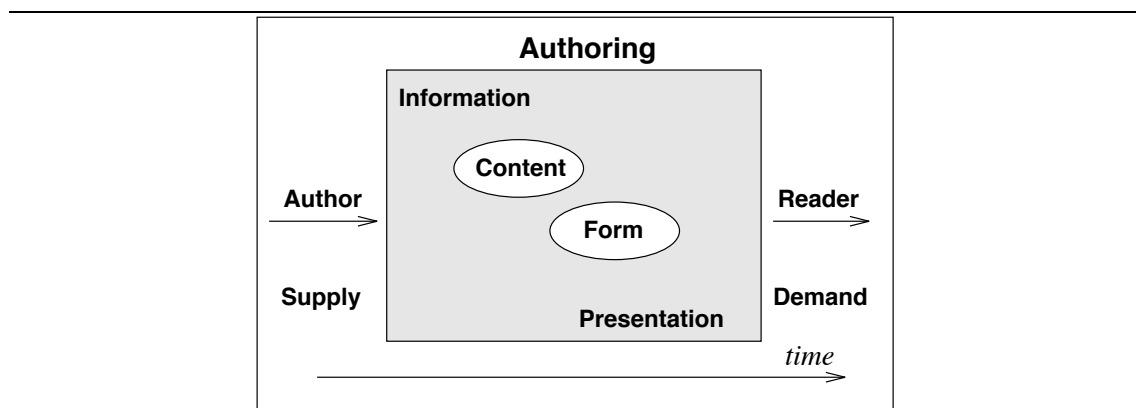 Authoring
Information
Content
Author
Reader
Form
Supply
Demand
Presentation
time